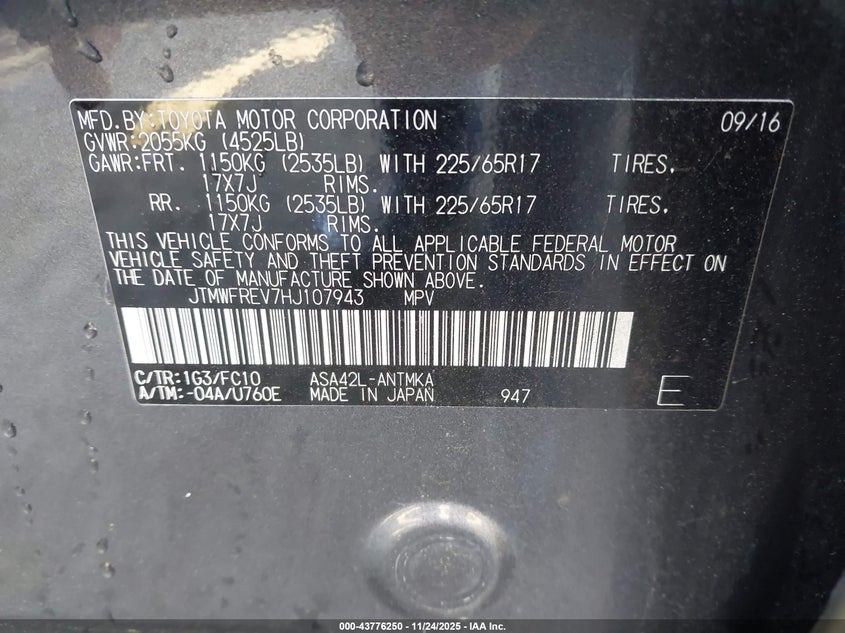 MFD.BY:TOYOTA MOTOR CORPORATION 09/16
GVWR:2055KG (4525LB)
GAWR:FRT. 1150KG (2535LB) WITH 225/65R17 TIRES,
17X7J RIMS.
RR. 1150KG (2535LB) WITH 225/65R17 TIRES,
17X7J RIMS.
THIS VEHICLE CONFORMS TO ALL APPLICABLE FEDERAL MOTOR
VEHICLE SAFETY AND THEFT PREVENTION STANDARDS IN EFFECT ON
THE DATE OF MANUFACTURE SHOWN ABOVE.
JTMWFREV7HJ107943 MPV
C/TR:1G3/FC10 ASA42L-ANTMKA
A/TM:-04A/U760E MADE IN JAPAN 947 E
000-43776250 - 11/24/2025 - IAA Inc.